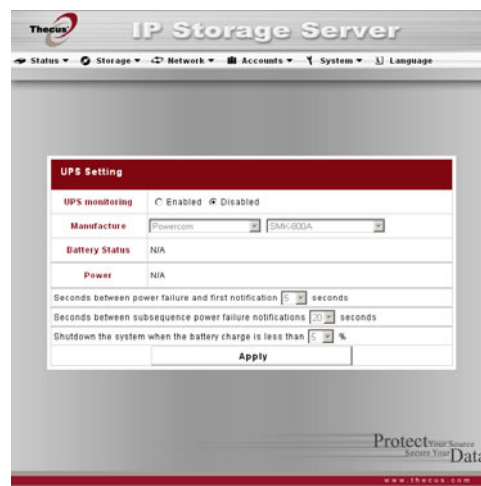 Thecus IP Storage Server
Status Storage Network Accounts System Language
UPS Setting
UPS monitoring Enabled Disabled
Manufacture Powercom SMK-800A
Battery Status N/A
Power N/A
Seconds between power failure and first notification 5 seconds
Seconds between subsequence power failure notifications 20 seconds
Shutdown the system when the battery charge is less than 5 %
Apply
Protect Your Source
Secure Your Data
www.thecus.com